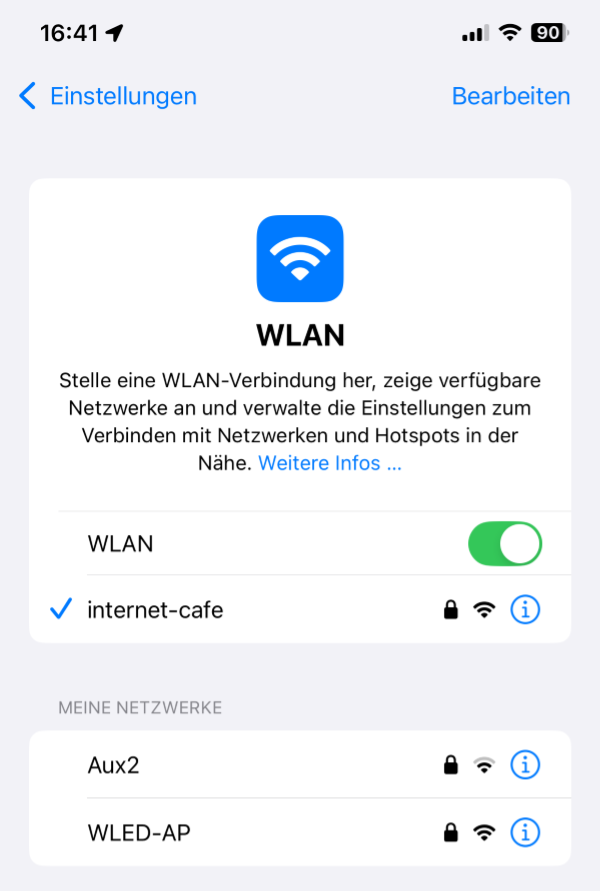 16:41
90
Einstellungen
Bearbeiten
WLAN
Stelle eine WLAN-Verbindung her, zeige verfügbare
Netzwerke an und verwalte die Einstellungen zum
Verbinden mit Netzwerken und Hotspots in der
Nähe. Weitere Infos ...
WLAN
internet-cafe
MEINE NETZWERKE
Aux2
WLED-AP